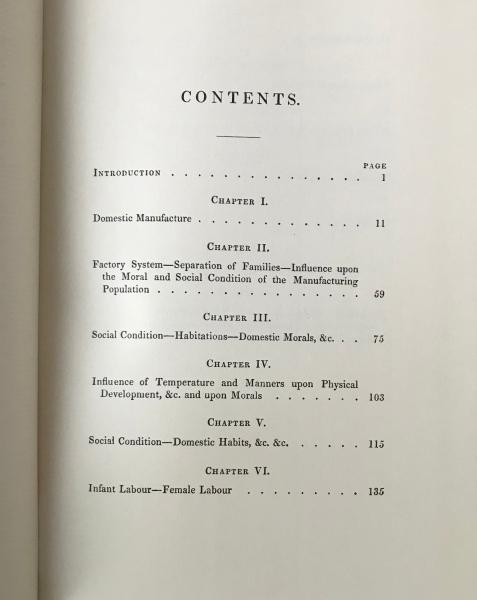 CONTENTS.
PAGE
INTRODUCTION . . . . . . . . . . . . . . . 1
CHAPTER I.
Domestic Manufacture . . . . . . . . . . . . . 11
CHAPTER II.
Factory System—Separation of Families—Influence upon
the Moral and Social Condition of the Manufacturing
Population . . . . . . . . . . . . . . . . 59
CHAPTER III.
Social Condition—Habitations—Domestic Morals, &c. . . 75
CHAPTER IV.
Influence of Temperature and Manners upon Physical
Development, &c. and upon Morals . . . . . . . 103
CHAPTER V.
Social Condition—Domestic Habits, &c. &c. . . . . . 115
CHAPTER VI.
Infant Labour—Female Labour . . . . . . . . . 135